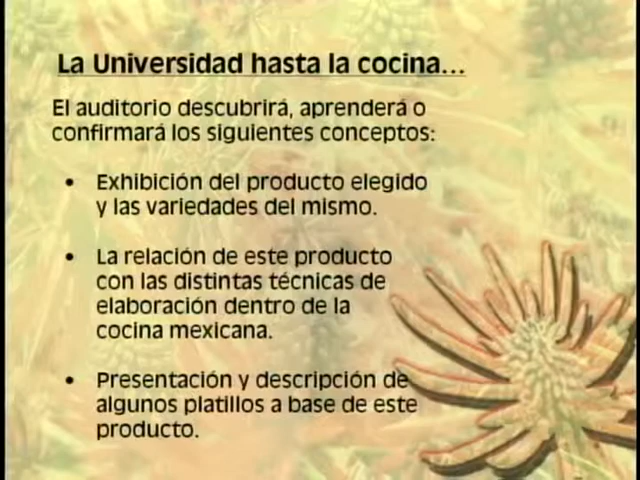 La Universidad hasta la cocina...
El auditorio descubrirá, aprenderá o
confirmará los siguientes conceptos:
• Exhibición del producto elegido
y las variedades del mismo.
• La relación de este producto
con las distintas técnicas de
elaboración dentro de la
cocina mexicana.
• Presentación y descripción de
algunos platillos a base de este
producto.